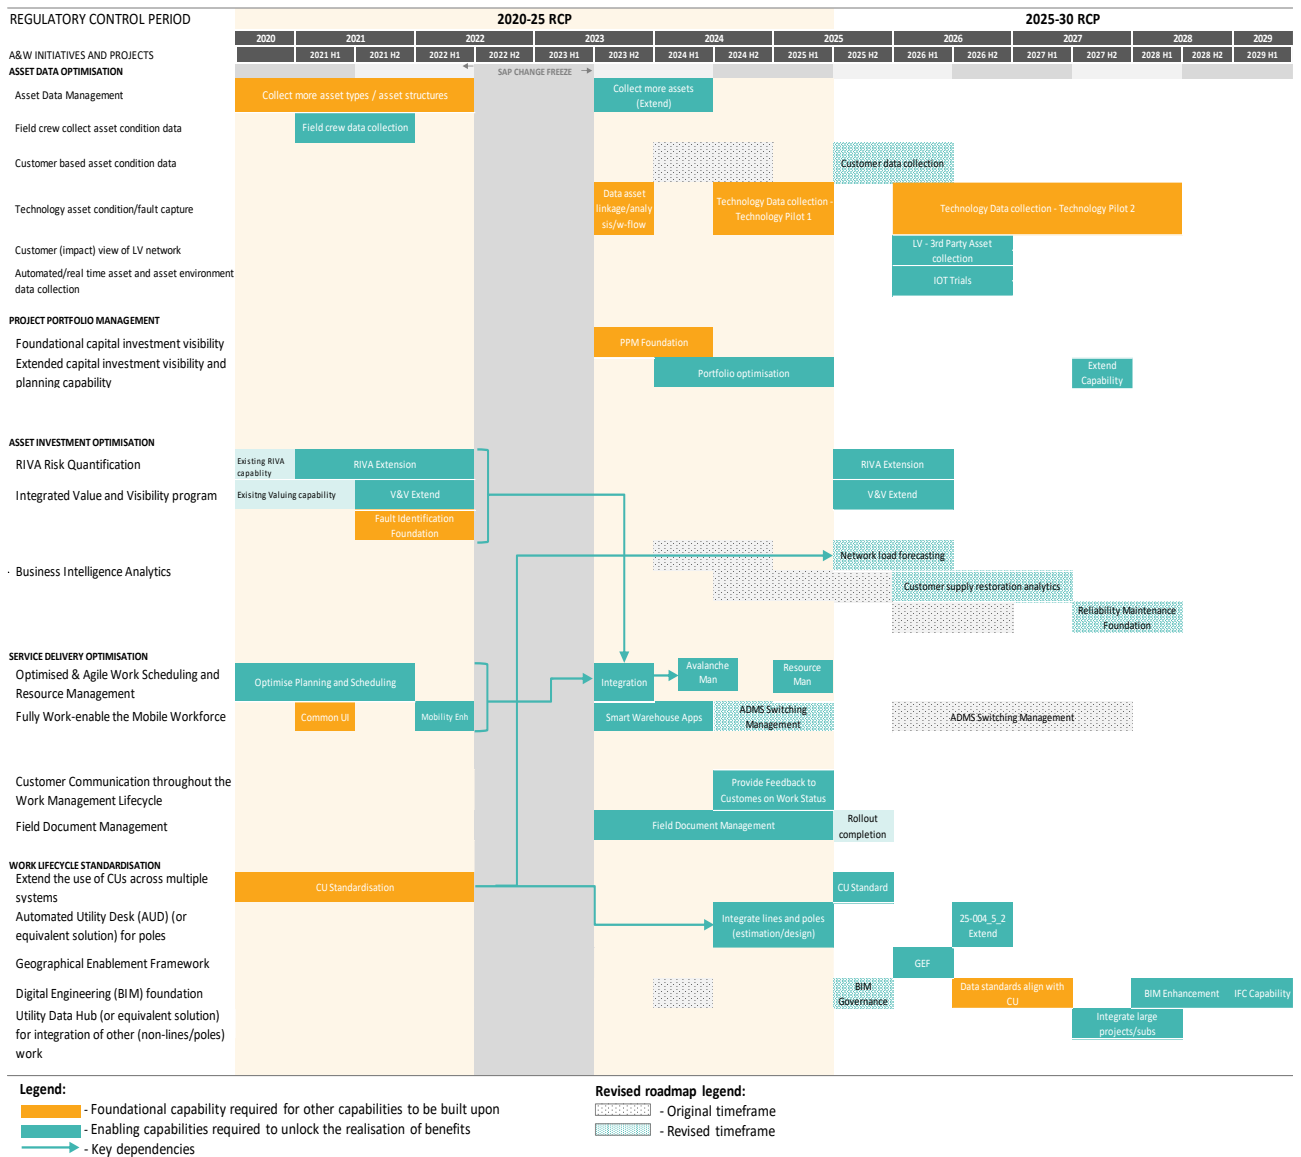 REGULATORY CONTROL PERIOD
2020-25 RCP
2025-30 RCP
2020
2021
2022
2023
2024
2025
2026
2027
2028
2029
A&W INITIATIVES AND PROJECTS
2021 H1
2021 H2
2022 H1
2022 H2
2023 H1
2023 H2
2024 H1
2024 H2
2025 H1
2025 H2
2026 H1
2026 H2
2027 H1
2027 H2
2028 H1
2028 H2
2029 H1
ASSET DATA OPTIMISATION
SAP CHANGE FREEZE
Asset Data Management
Collect more asset types / asset structures
Collect more assets
(Extend)
Field crew collect asset condition data
Field crew data collection
Customer based asset condition data
Customer data collection
Technology asset condition/fault capture
Data asset
linkage/analy
sis/w-flow
Technology Data collection -
Technology Pilot 1
Technology Data collection - Technology Pilot 2
Customer (impact) view of LV network
LV - 3rd Party Asset
collection
Automated/real time asset and asset environment
data collection
IOT Trials
PROJECT PORTFOLIO MANAGEMENT
Foundational capital investment visibility
PPM Foundation
Extended capital investment visibility and
planning capability
Portfolio optimisation
Extend
Capability
ASSET INVESTMENT OPTIMISATION
RIVA Risk Quantification
Existing RIVA
capablity
RIVA Extension
RIVA Extension
Integrated Value and Visibility program
Exisitng Valuing capability
V&V Extend
V&V Extend
Fault Identification
Foundation
Network load forecasting
· Business Intelligence Analytics
Customer supply restoration analytics
Reliability Maintenance
Foundation
SERVICE DELIVERY OPTIMISATION
Optimised & Agile Work Scheduling and
Resource Management
Optimise Planning and Scheduling
Integration
Avalanche
Man
Resource
Man
Fully Work-enable the Mobile Workforce
Common UI
Mobility Enh
Smart Warehouse Apps
ADMS Switching
Management
ADMS Switching Management
Customer Communication throughout the
Work Management Lifecycle
Provide Feedback to
Customes on Work Status
Field Document Management
Field Document Management
Rollout
completion
WORK LIFECYCLE STANDARDISATION
Extend the use of CUs across multiple
systems
CU Standardisation
CU Standard
Automated Utility Desk (AUD) (or
equivalent solution) for poles
Integrate lines and poles
(estimation/design)
25-004_5_2
Extend
Geographical Enablement Framework
GEF
Digital Engineering (BIM) foundation
BIM
Governance
Data standards align with
CU
BIM Enhancement
IFC Capability
Utility Data Hub (or equivalent solution)
for integration of other (non-lines/poles)
work
Integrate large
projects/subs
Legend:
- Foundational capability required for other capabilities to be built upon
- Enabling capabilities required to unlock the realisation of benefits
- Key dependencies
Revised roadmap legend:
- Original timeframe
- Revised timeframe